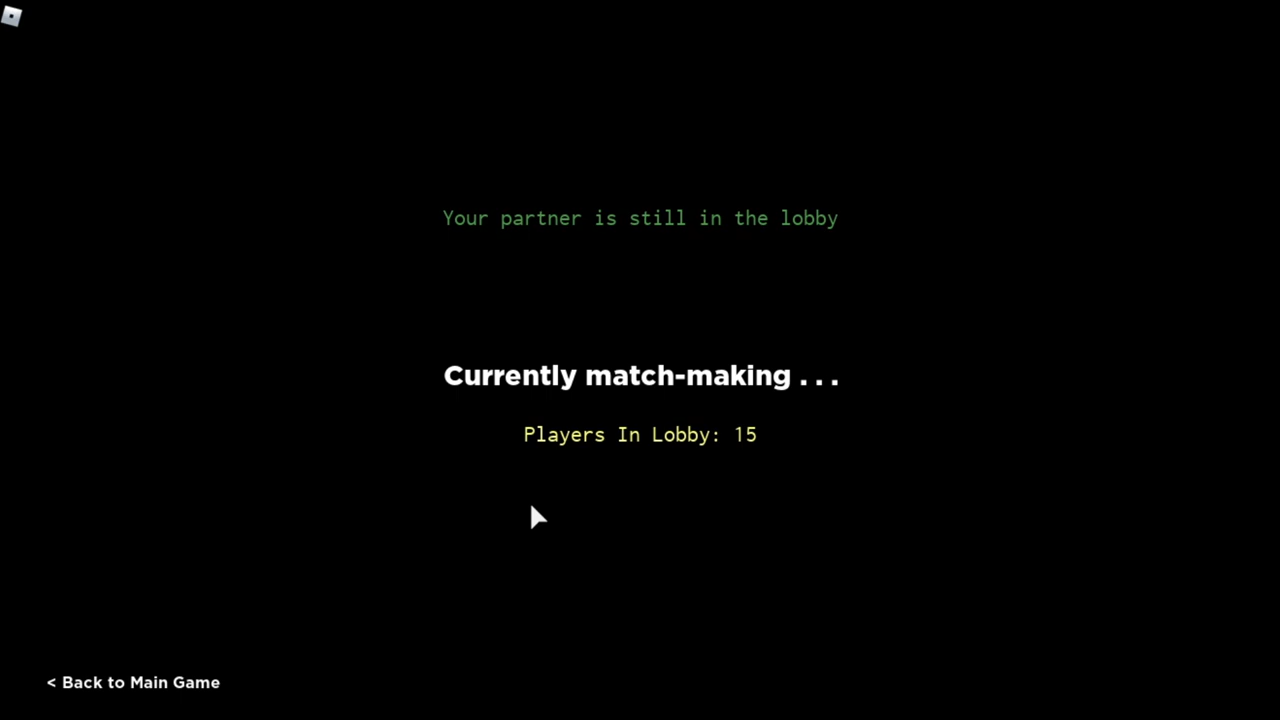 Your partner is still in the lobby
Currently match-making . . .
Players In Lobby: 15
< Back to Main Game